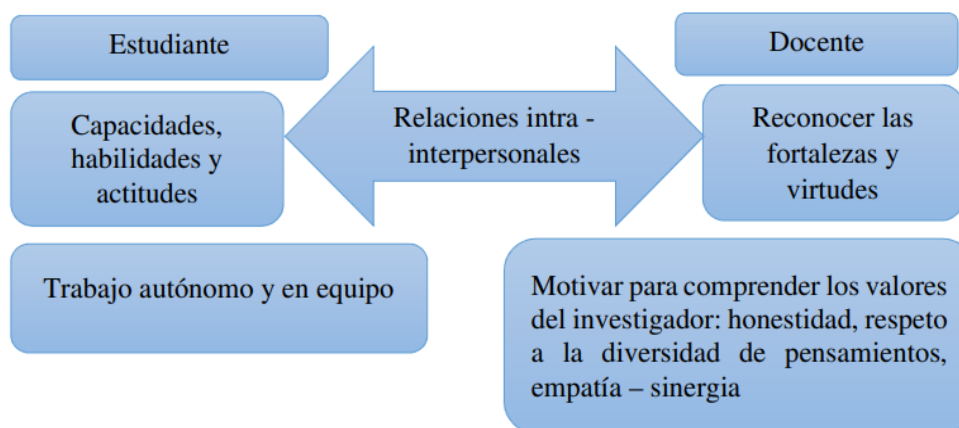 Estudiante
Capacidades,
habilidades y
actitudes
Trabajo autónomo y en equipo
Relaciones intra -
interpersonales
Docente
Reconocer las
fortalezas y
virtudes
Motivar para comprender los valores
del investigador: honestidad, respeto
a la diversidad de pensamientos,
empatía – sinergia